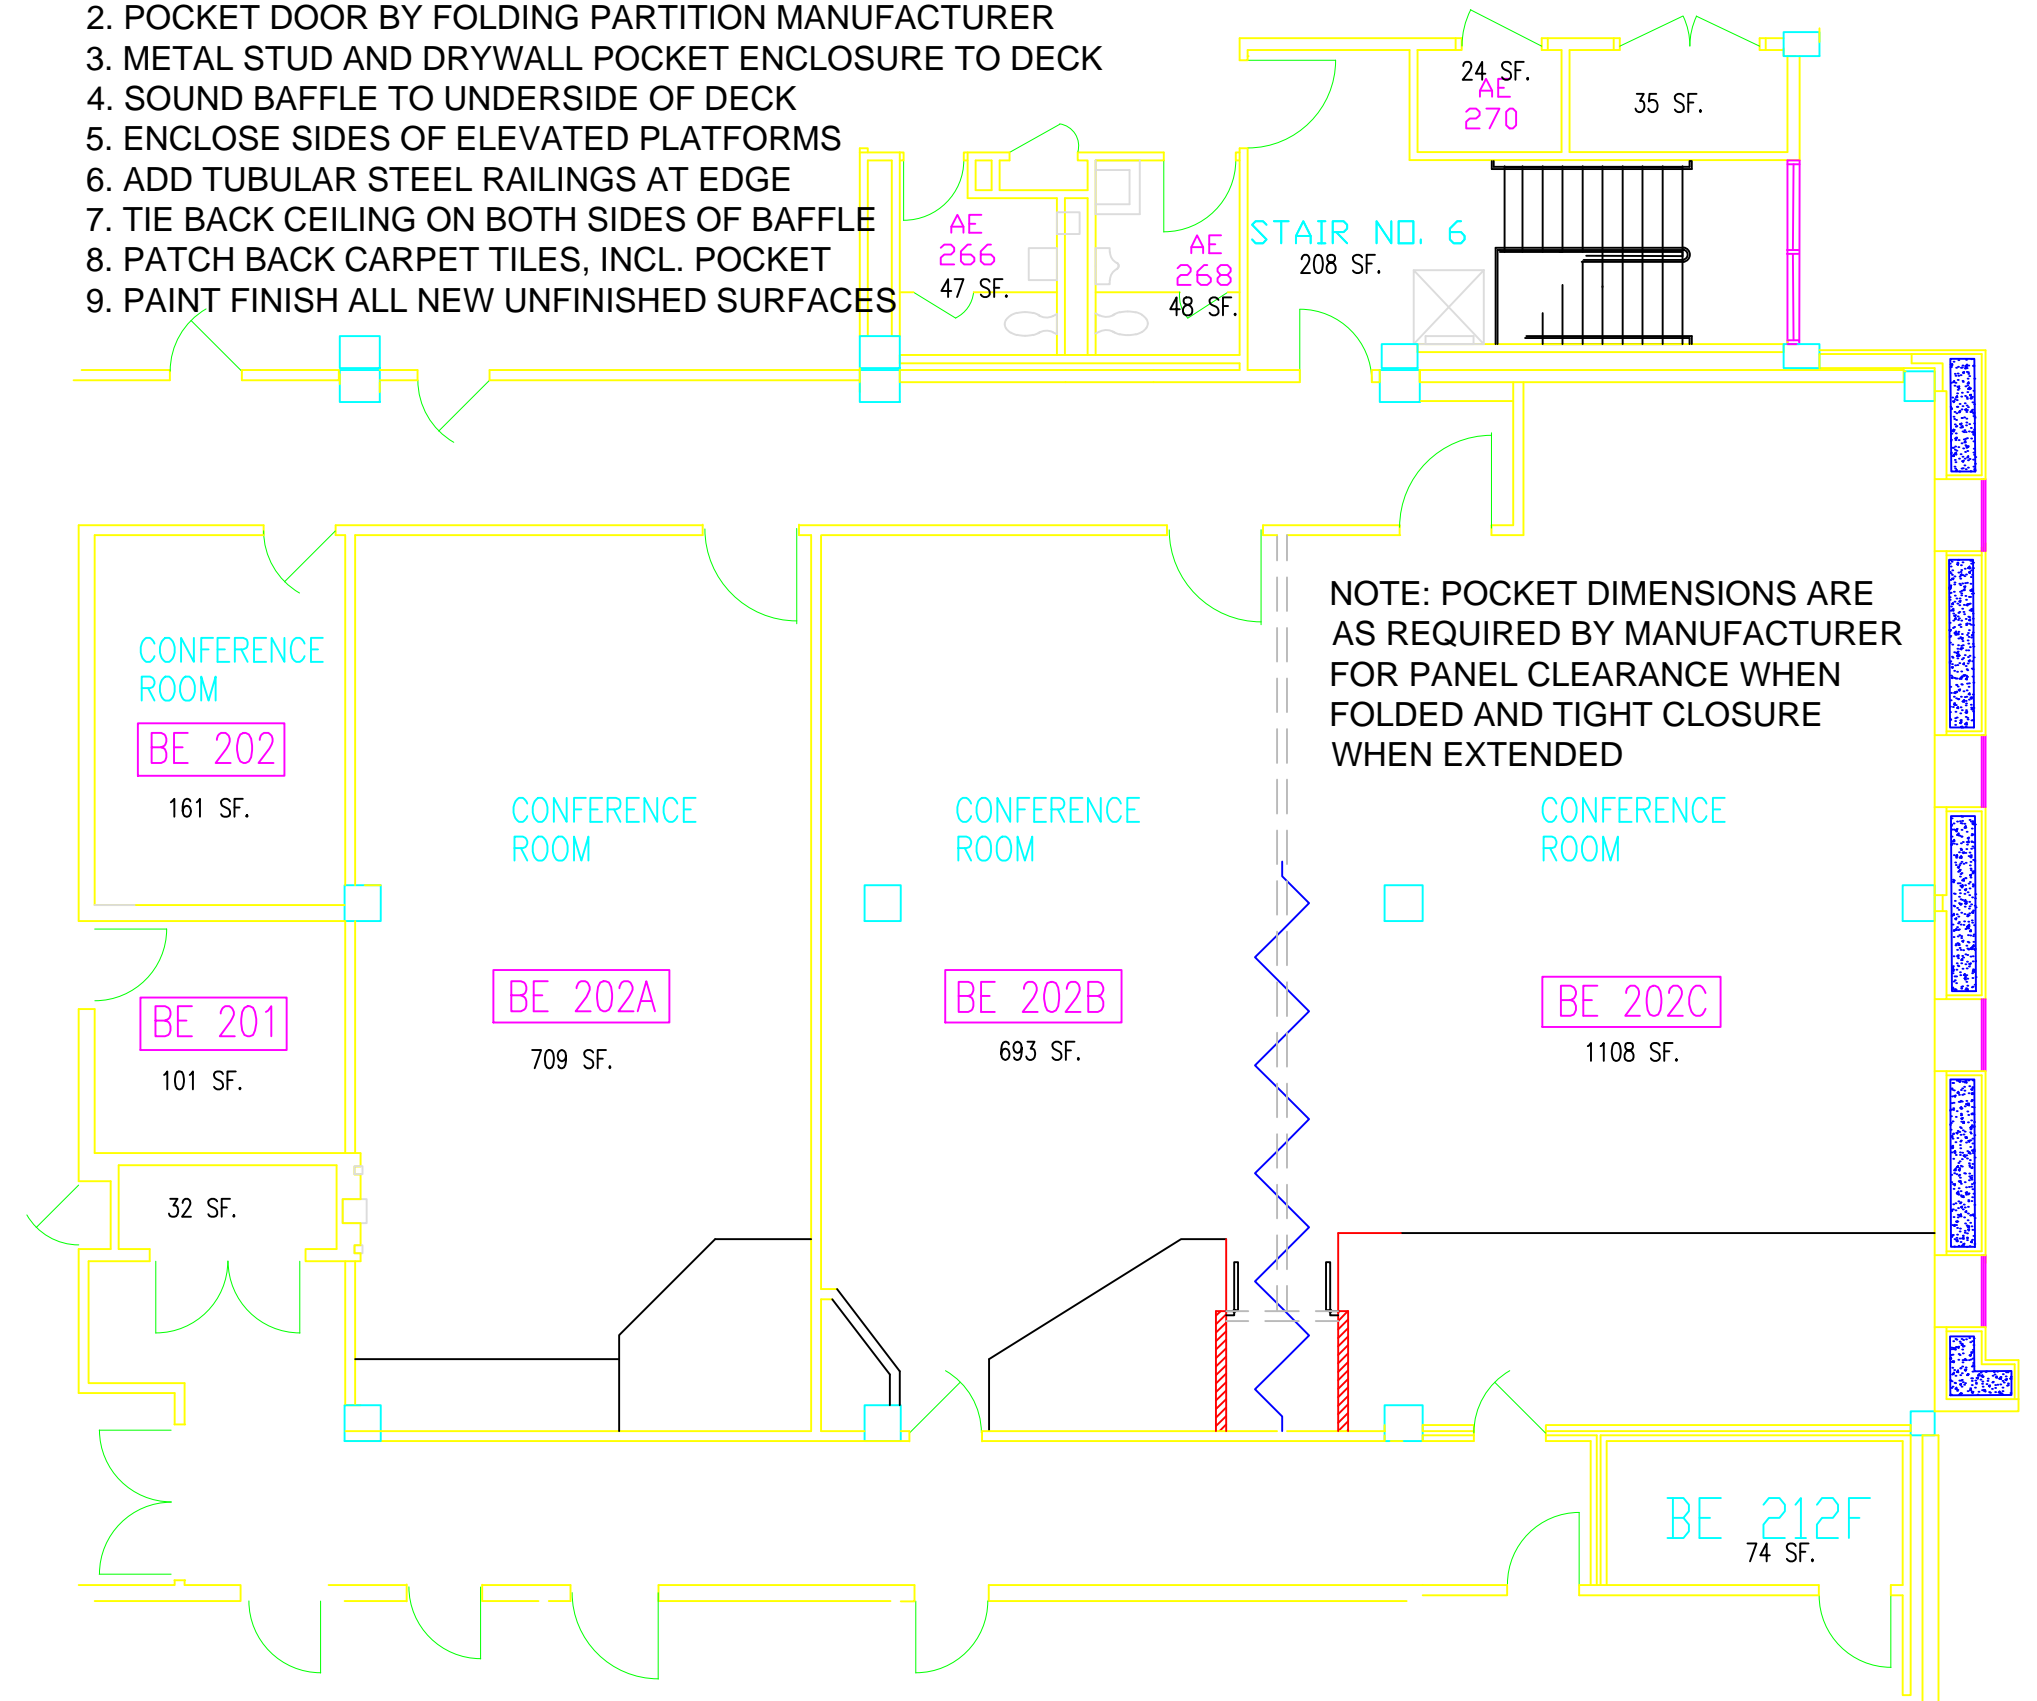 2. POCKET DOOR BY FOLDING PARTITION MANUFACTURER
3. METAL STUD AND DRYWALL POCKET ENCLOSURE TO DECK
4. SOUND BAFFLE TO UNDERSIDE OF DECK
5. ENCLOSE SIDES OF ELEVATED PLATFORMS
6. ADD TUBULAR STEEL RAILINGS AT EDGE
7. TIE BACK CEILING ON BOTH SIDES OF BAFFLE
8. PATCH BACK CARPET TILES, INCL. POCKET
9. PAINT FINISH ALL NEW UNFINISHED SURFACES
24 SF.
AE
270
35 SF.
AE
266
47 SF.
AE
268
48 SF.
STAIR NO. 6
208 SF.
NOTE: POCKET DIMENSIONS ARE
AS REQUIRED BY MANUFACTURER
FOR PANEL CLEARANCE WHEN
FOLDED AND TIGHT CLOSURE
WHEN EXTENDED
CONFERENCE
ROOM
BE 202
161 SF.
CONFERENCE
ROOM
BE 202A
709 SF.
CONFERENCE
ROOM
BE 202B
693 SF.
CONFERENCE
ROOM
BE 202C
1108 SF.
BE 201
101 SF.
32 SF.
BE 212F
74 SF.